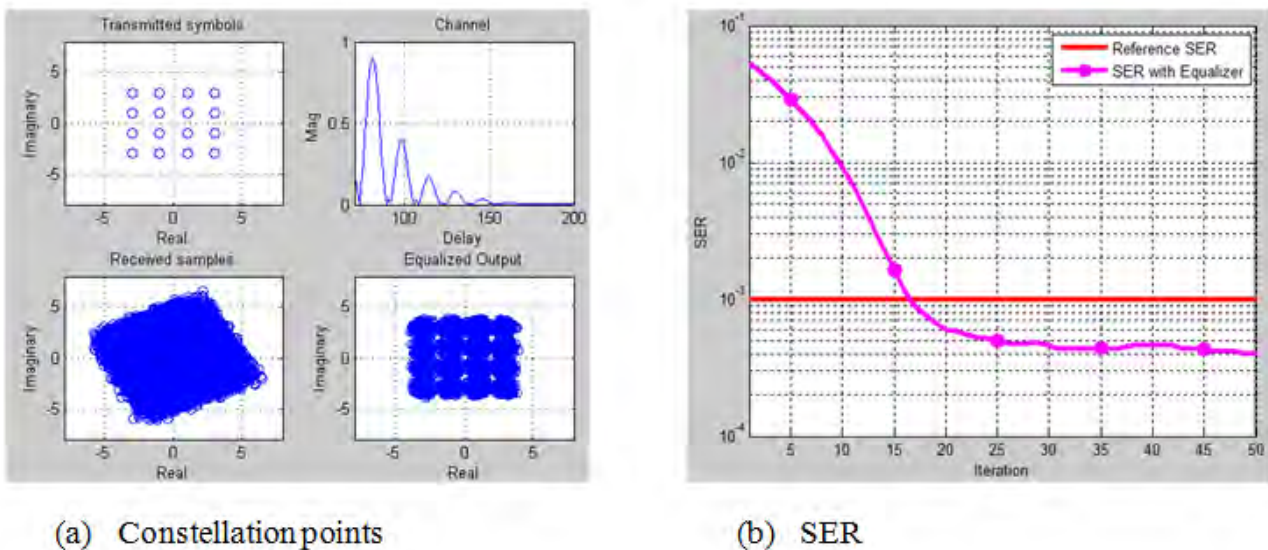 Transmitted symbols
5
0
-5
Imaginary
-5 0 5
Real
Channel
1
0.5
0
Mag
100 150 200
Delay
Received samples
5
0
-5
Imaginary
-5 0 5
Real
Equalized Output
5
0
-5
Imaginary
-5 0 5
Real
(a) Constellation points
10-1
10-2
10-3
10-4
SER
Reference SER
SER with Equalizer
5 10 15 20 25 30 35 40 45 50
Iteration
(b) SER